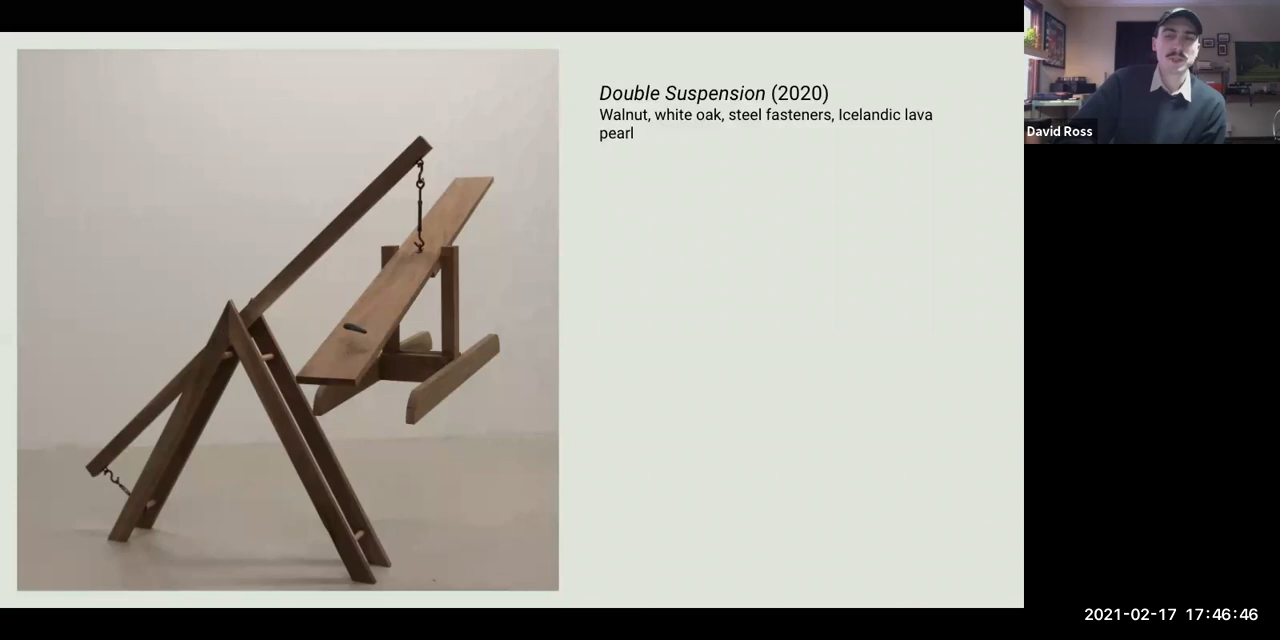 Double Suspension (2020)
Walnut, white oak, steel fasteners, Icelandic lava
pearl
David Ross
2021-02-17 17:46:46